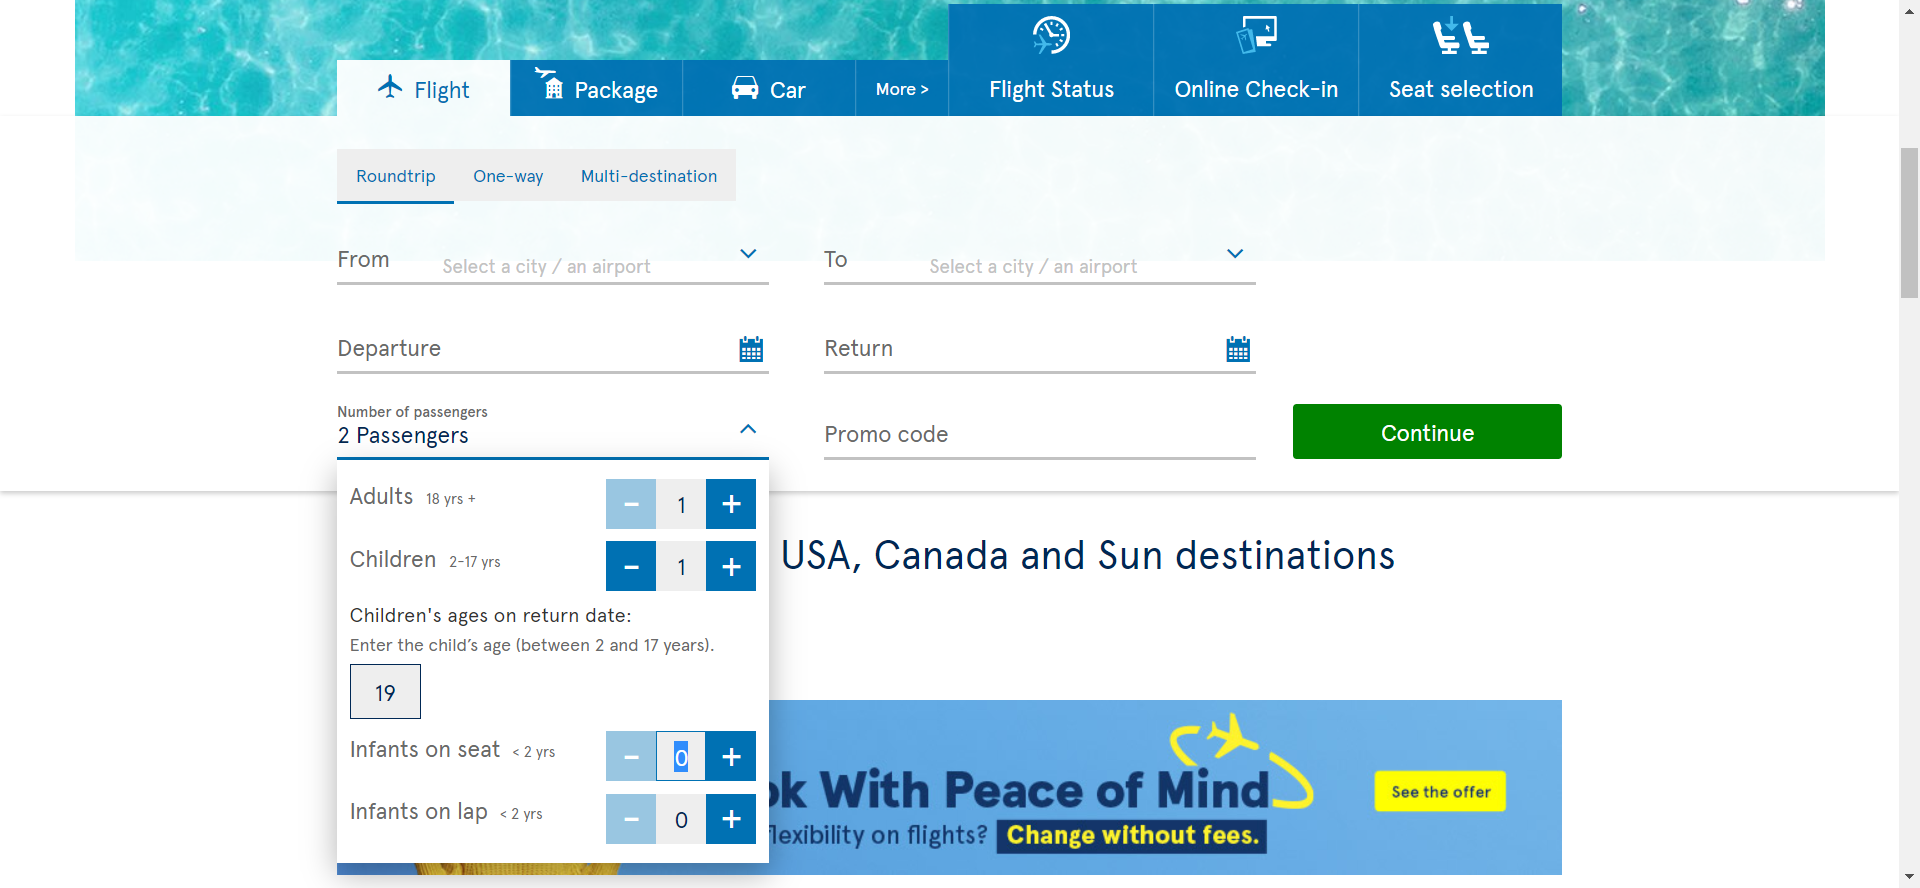 Flight
Package
Car
More >
Flight Status
Online Check-in
Seat selection
Roundtrip
One-way
Multi-destination
From
Select a city / an airport
To
Select a city / an airport
Departure
Return
Number of passengers
2 Passengers
Promo code
Continue
Adults 18 yrs +
− 1 +
Children 2-17 yrs
− 1 +
USA, Canada and Sun destinations
Children's ages on return date:
Enter the child’s age (between 2 and 17 years).
19
Infants on seat < 2 yrs
− 0 +
Infants on lap < 2 yrs
− 0 +
ok With Peace of Mind
lexibility on flights? Change without fees.
See the offer